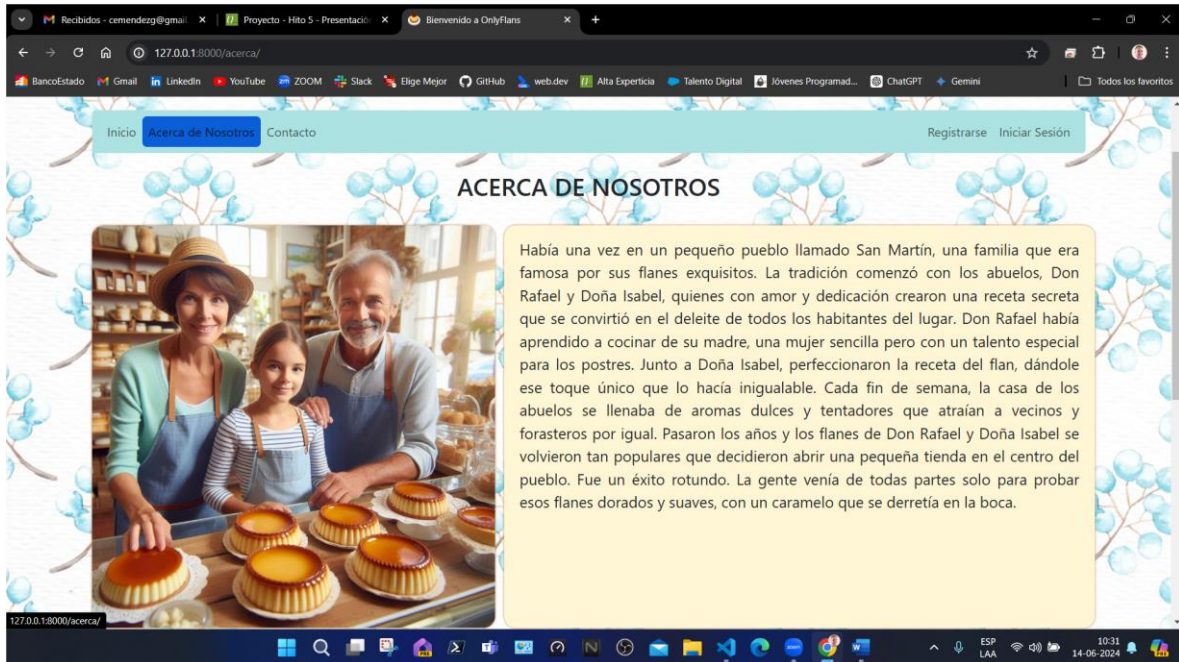 Recibidos - cemendezg@gmail.
Proyecto - Hito 5 - Presentació
Bienvenido a OnlyFlans
127.0.0.1:8000/acerca/
BancoEstado Gmail LinkedIn YouTube ZOOM Slack Elige Mejor GitHub web.dev Alta Experticia Talento Digital Jóvenes Programad... ChatGPT Gemini Todos los favoritos
Inicio Acerca de Nosotros Contacto Registrarse Iniciar Sesión
ACERCA DE NOSOTROS
Había una vez en un pequeño pueblo llamado San Martín, una familia que era
famosa por sus flanes exquisitos. La tradición comenzó con los abuelos, Don
Rafael y Doña Isabel, quienes con amor y dedicación crearon una receta secreta
que se convirtió en el deleite de todos los habitantes del lugar. Don Rafael había
aprendido a cocinar de su madre, una mujer sencilla pero con un talento especial
para los postres. Junto a Doña Isabel, perfeccionaron la receta del flan, dándole
ese toque único que lo hacía inigualable. Cada fin de semana, la casa de los
abuelos se llenaba de aromas dulces y tentadores que atraían a vecinos y
forasteros por igual. Pasaron los años y los flanes de Don Rafael y Doña Isabel se
volvieron tan populares que decidieron abrir una pequeña tienda en el centro del
pueblo. Fue un éxito rotundo. La gente venía de todas partes solo para probar
esos flanes dorados y suaves, con un caramelo que se derretía en la boca.
127.0.0.1:8000/acerca/
ESP
LAA
10:31
14-06-2024